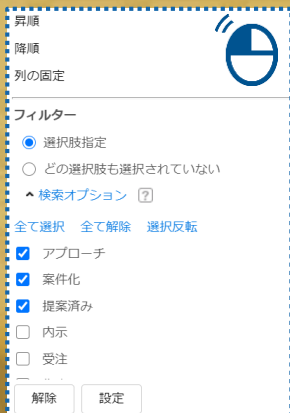 昇順
降順
列の固定
フィルター
選択肢指定
どの選択肢も選択されていない
検索オプション ?
全て選択 全て解除 選択反転
アプローチ
案件化
提案済み
内示
受注
解除 設定